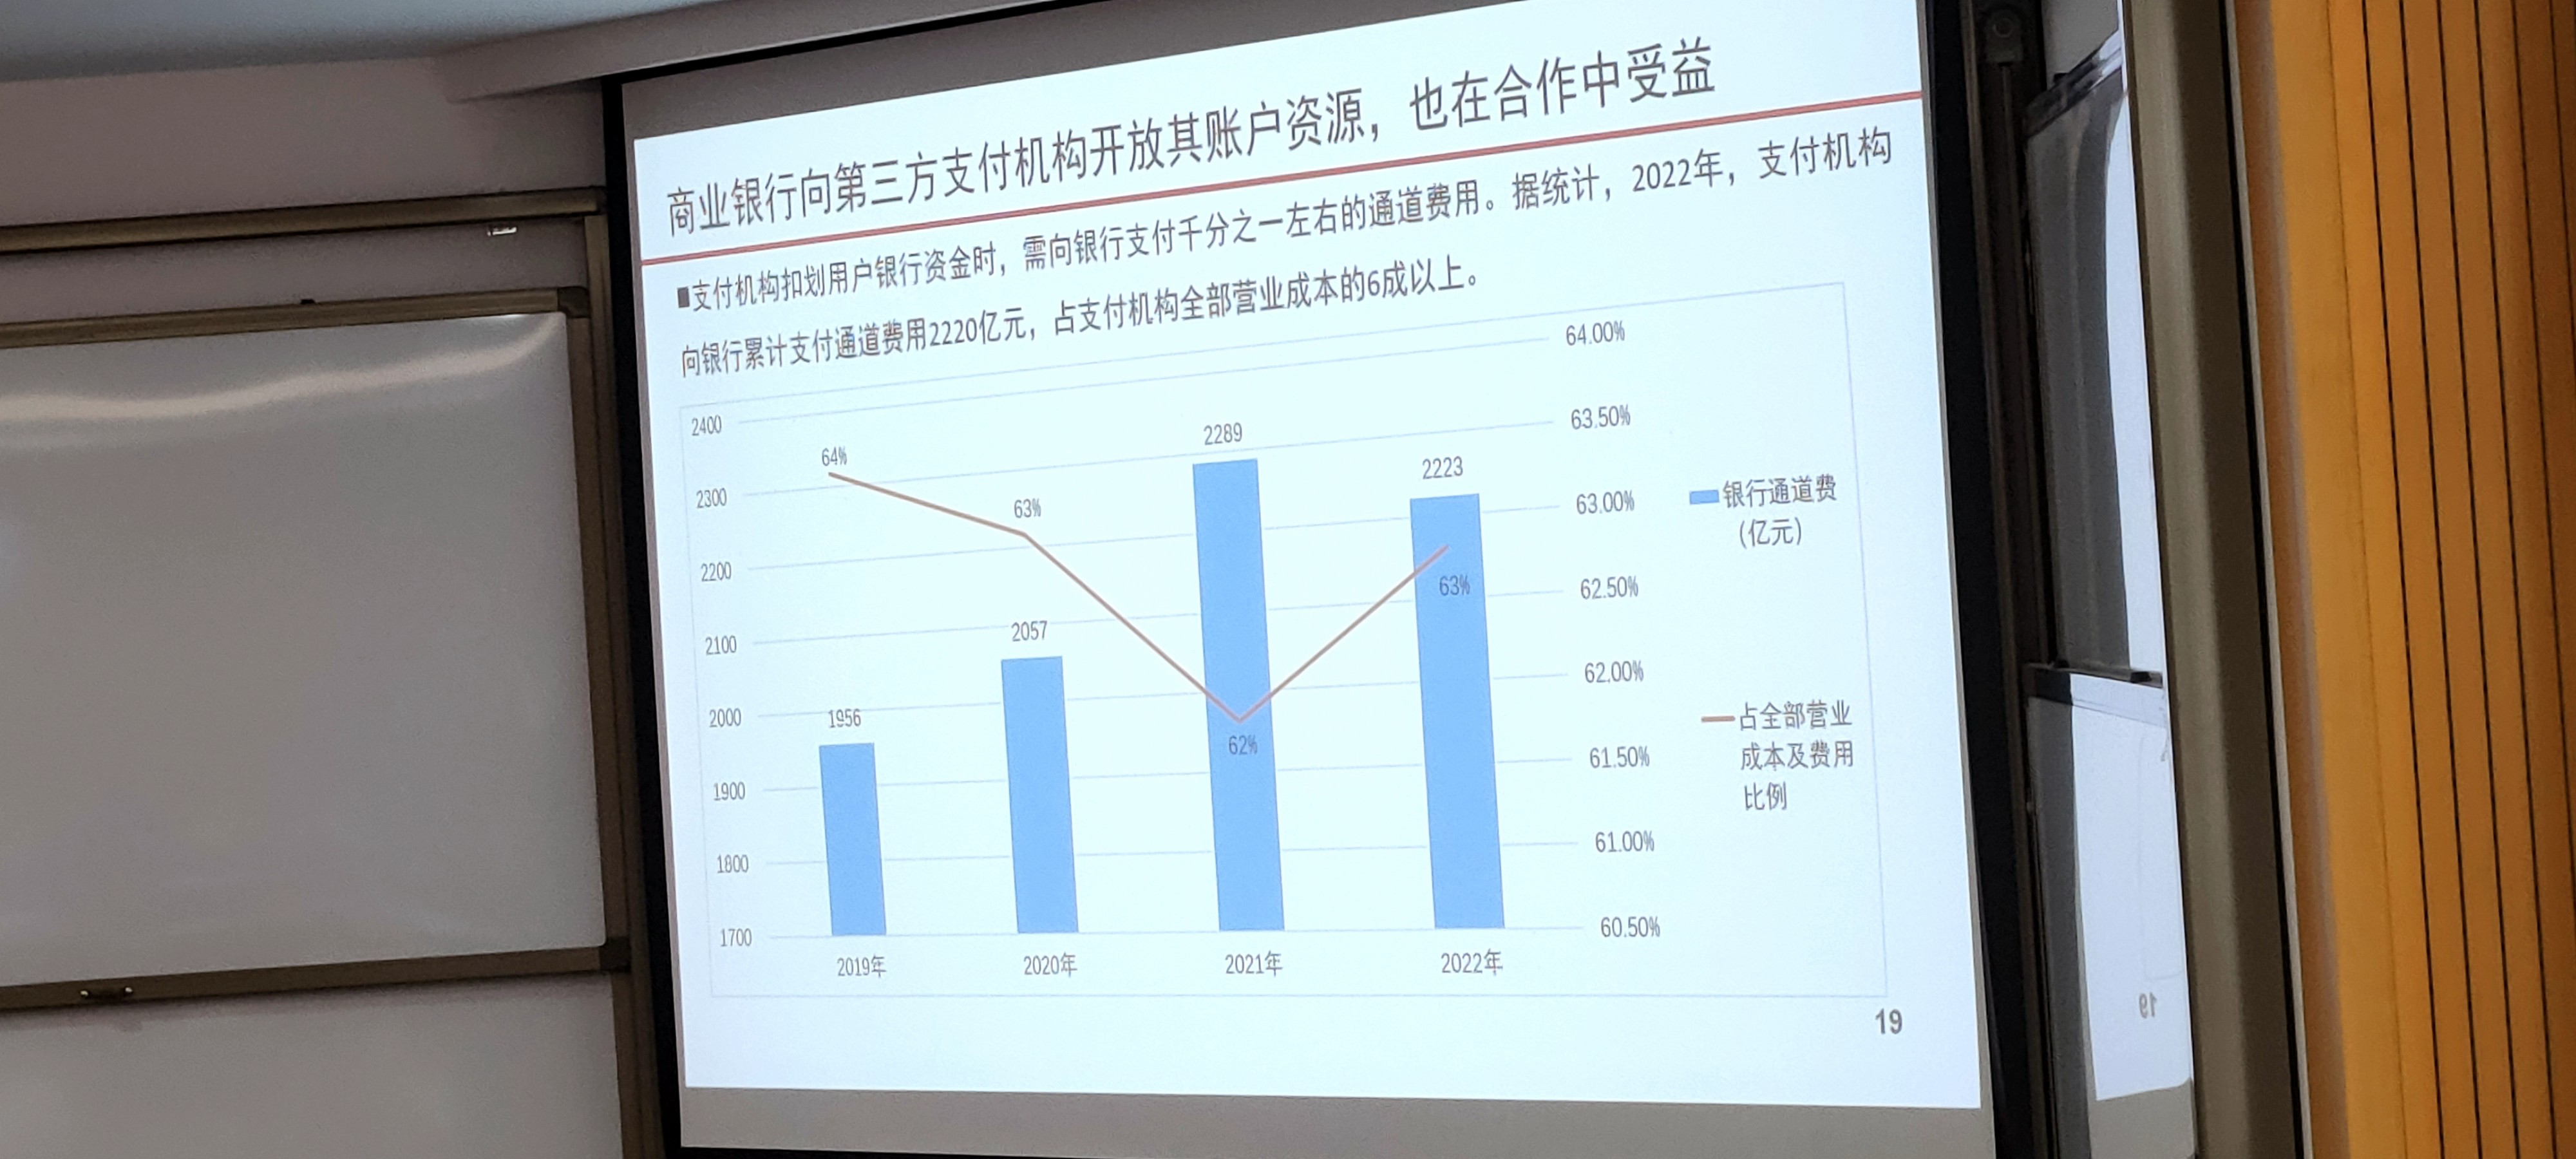 商业银行向第三方支付机构开放其账户资源，也在合作中受益
■支付机构扣划用户银行资金时，需向银行支付千分之一左右的通道费用。据统计，2022年，支付机构
向银行累计支付通道费用2220亿元，占支付机构全部营业成本的6成以上。
2400
2300
2200
2100
2000
1900
1800
1700
64%
63%
62%
63%
1956
2057
2289
2223
2019年
2020年
2021年
2022年
64.00%
63.50%
63.00%
62.50%
62.00%
61.50%
61.00%
60.50%
银行通道费
（亿元）
占全部营业
成本及费用
比例
19
19